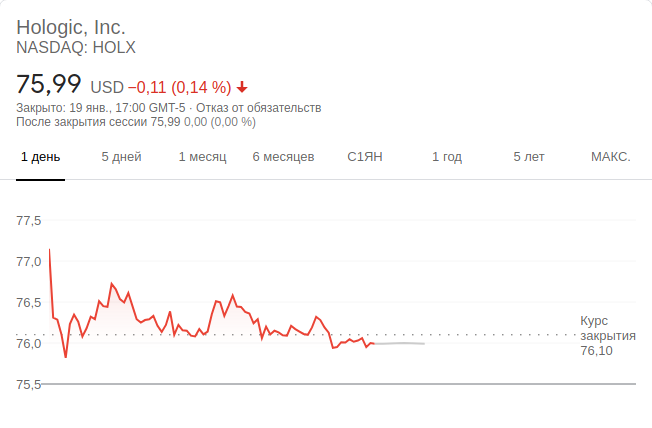 Hologic, Inc.
NASDAQ: HOLX
75,99 USD −0,11 (0,14 %)
Закрыто: 19 янв., 17:00 GMT-5 · Отказ от обязательств
После закрытия сессии 75,99 0,00 (0,00 %)
1 день 5 дней 1 месяц 6 месяцев С1ЯН 1 год 5 лет МАКС.
77,5
77,0
76,5
76,0
75,5
Курс
закрытия
76,10